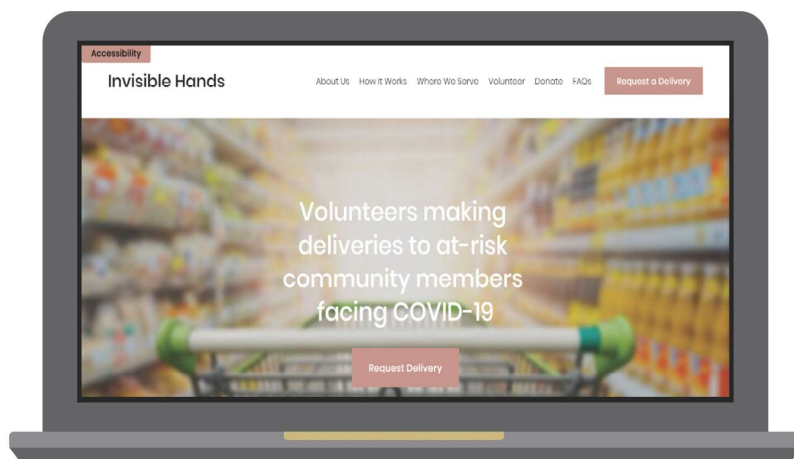 Accessibility
Invisible Hands
About Us How It Works Where We Serve Volunteer Donate FAQs Request a Delivery
Volunteers making
deliveries to at-risk
community members
facing COVID-19
Request Delivery